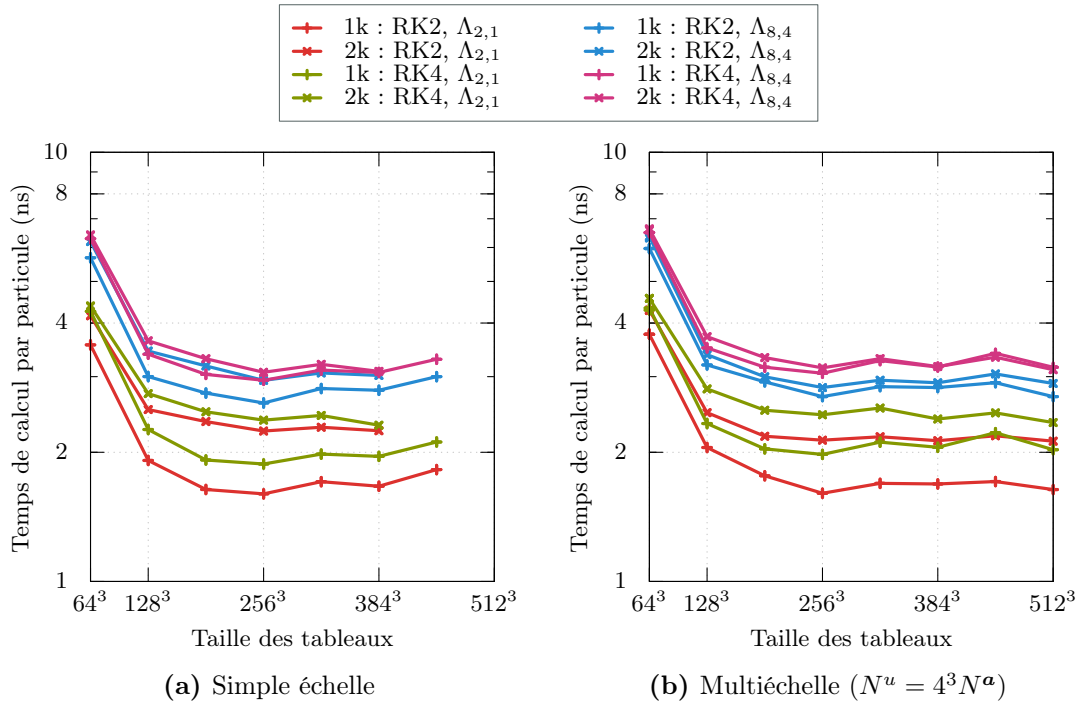 1k : RK2, Λ2,1
2k : RK2, Λ2,1
1k : RK4, Λ2,1
2k : RK4, Λ2,1
1k : RK2, Λ8,4
2k : RK2, Λ8,4
1k : RK4, Λ8,4
2k : RK4, Λ8,4
Temps de calcul par particule (ns)
10
8
4
2
1
64³ 128³ 256³ 384³ 512³
Taille des tableaux
(a) Simple échelle
Temps de calcul par particule (ns)
10
8
4
2
1
64³ 128³ 256³ 384³ 512³
Taille des tableaux
(b) Multiéchelle (Nᵘ = 4³Nᵃ)